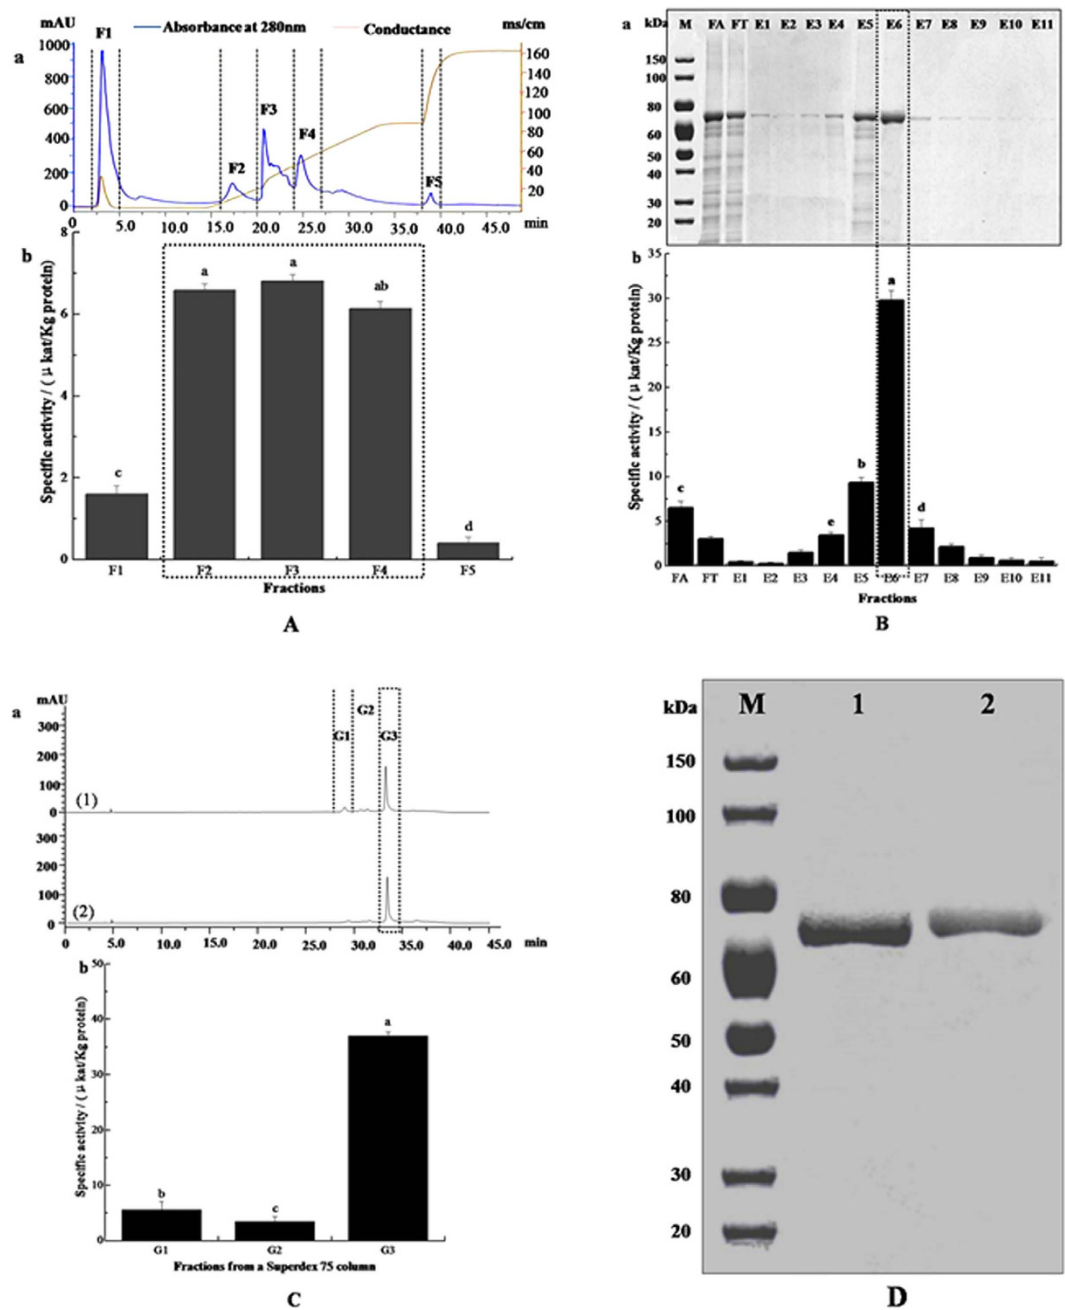 mAU Absorbance at 280nm Conductance ms/cm
a
F1
F2
F3
F4
F5
1000
800
600
400
200
0
160
140
120
100
80
60
40
20
0 5.0 10.0 15.0 20.0 25.0 30.0 35.0 40.0 45.0 min
b
Specific activity / ( μ kat/Kg protein)
8
6
4
2
0
c
a
a
ab
d
F1 F2 F3 F4 F5
Fractions
A
a kDa M FA FT E1 E2 E3 E4 E5 E6 E7 E8 E9 E10 E11
150
100
80
60
50
40
30
20
b
Specific activity / ( μ kat/Kg protein)
35
30
25
20
15
10
5
0
c
e
b
a
d
FA FT E1 E2 E3 E4 E5 E6 E7 E8 E9 E10 E11
Fractions
B
a mAU
G1
G2
G3
300
200
100
0
(1)
300
200
100
0
(2)
0 5.0 10.0 15.0 20.0 25.0 30.0 35.0 40.0 45.0 min
b
Specific activity / ( μ kat/Kg protein)
50
40
30
20
10
0
b
c
a
G1 G2 G3
Fractions from a Superdex 75 column
C
kDa M 1 2
150
100
80
60
50
40
30
20
D